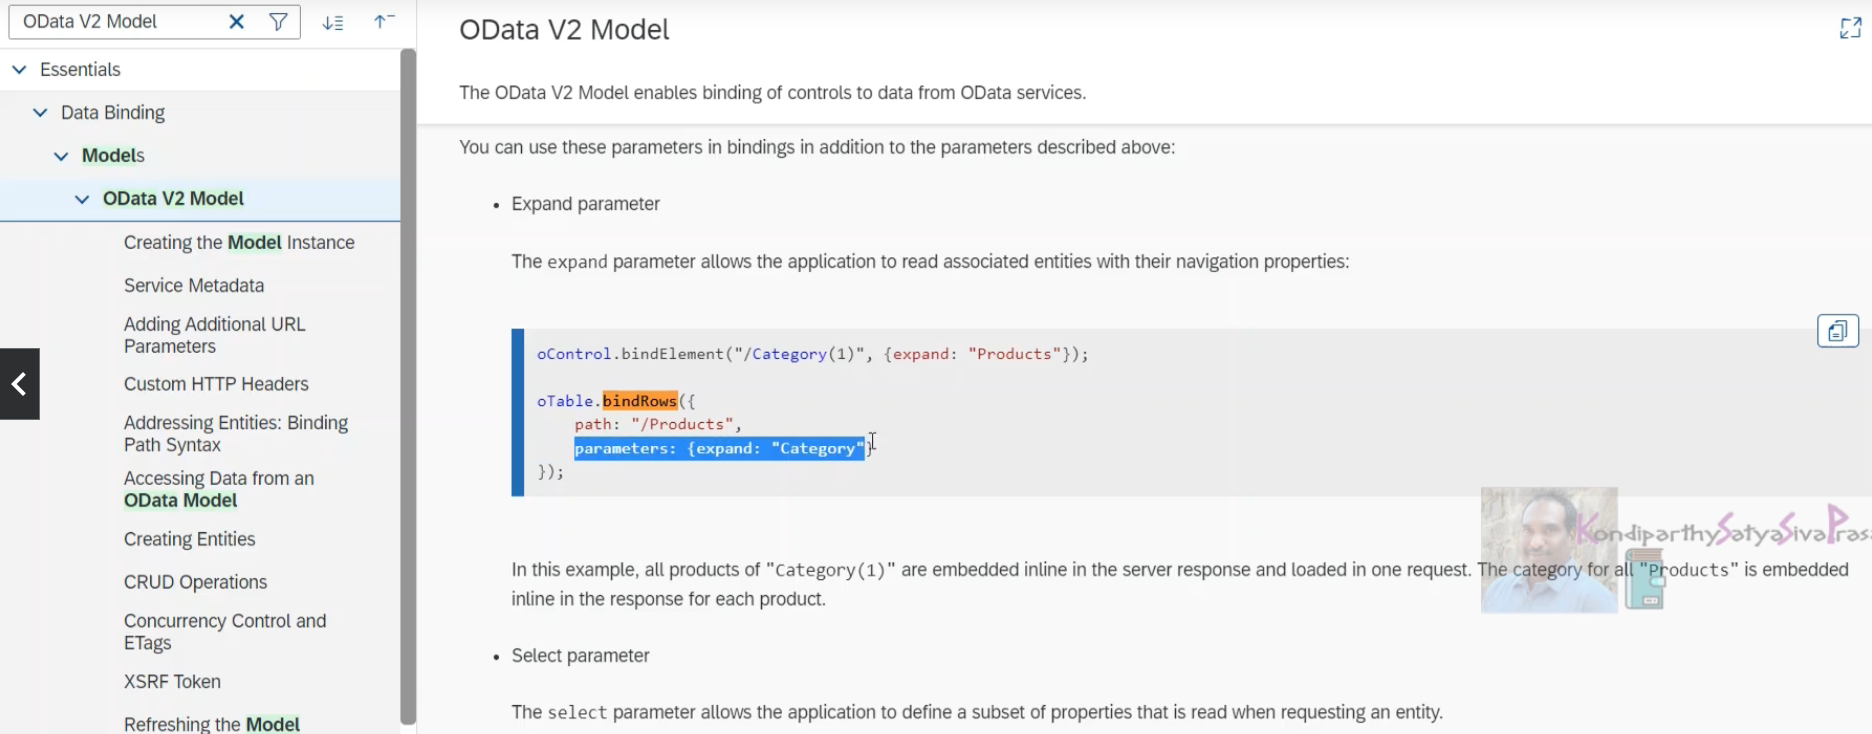 OData V2 Model
Essentials
Data Binding
Models
OData V2 Model
Creating the Model Instance
Service Metadata
Adding Additional URL
Parameters
Custom HTTP Headers
Addressing Entities: Binding
Path Syntax
Accessing Data from an
OData Model
Creating Entities
CRUD Operations
Concurrency Control and
ETags
XSRF Token
Refreshing the Model
OData V2 Model
The OData V2 Model enables binding of controls to data from OData services.
You can use these parameters in bindings in addition to the parameters described above:
• Expand parameter
The expand parameter allows the application to read associated entities with their navigation properties:
oControl.bindElement("/Category(1)", {expand: "Products"});
oTable.bindRows({
path: "/Products",
parameters: {expand: "Category"}
});
KondiparthySatyaSivaPras
In this example, all products of "Category(1)" are embedded inline in the server response and loaded in one request. The category for all "Products" is embedded
inline in the response for each product.
• Select parameter
The select parameter allows the application to define a subset of properties that is read when requesting an entity.